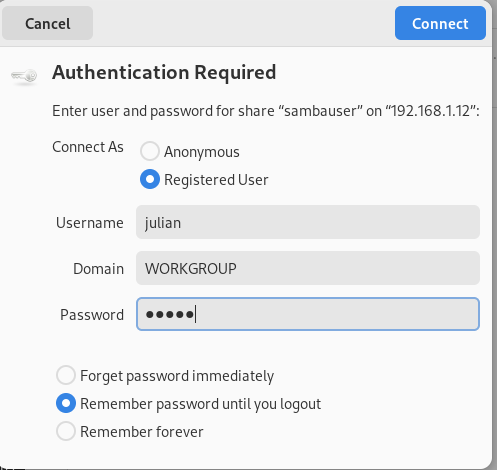 Cancel Connect
Authentication Required
Enter user and password for share “sambauser” on “192.168.1.12”:
Connect As Anonymous
Registered User
Username julian
Domain WORKGROUP
Password ●●●●●
Forget password immediately
Remember password until you logout
Remember forever